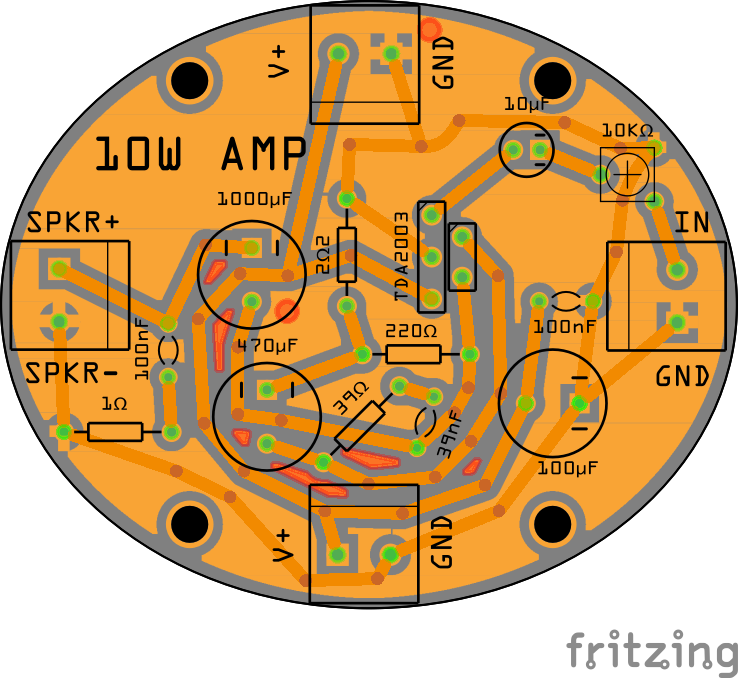 V+
GND
10µF
10KΩ
10W AMP
1000µF
SPKR+
2Ω2
TDA2003
IN
100nF
100nF
470µF
220Ω
SPKR-
39Ω
GND
1Ω
39nF
100µF
V+
GND
fritzing